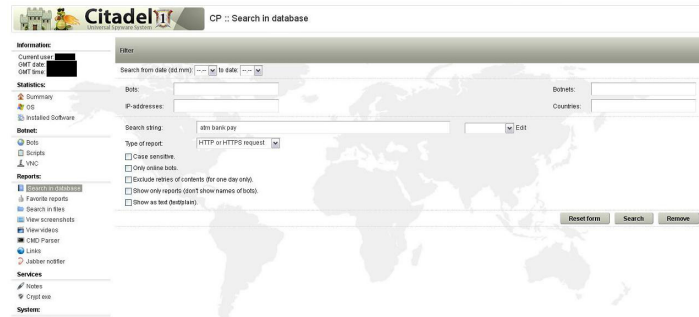 Citadel
Universal Spyware System
CP :: Search in database
Information:
Current user:
GMT date:
GMT time:
Statistics:
Summary
OS
Installed Software
Botnet:
Bots
Scripts
VNC
Reports:
Search in database
Favorite reports
Search in files
View screenshots
View videos
CMD Parser
Links
Jabber notifier
Services
Notes
Crypt exe
System:
Filter
Search from date (dd.mm): --.-- to date: --.--
Bots:
Botnets:
IP-addresses:
Countries:
Search string: atm bank pay Edit
Type of report: HTTP or HTTPS request
Case sensitive.
Only online bots.
Exclude retries of contents (for one day only).
Show only reports (don't show names of bots).
Show as text (text/plain).
Reset form Search Remove